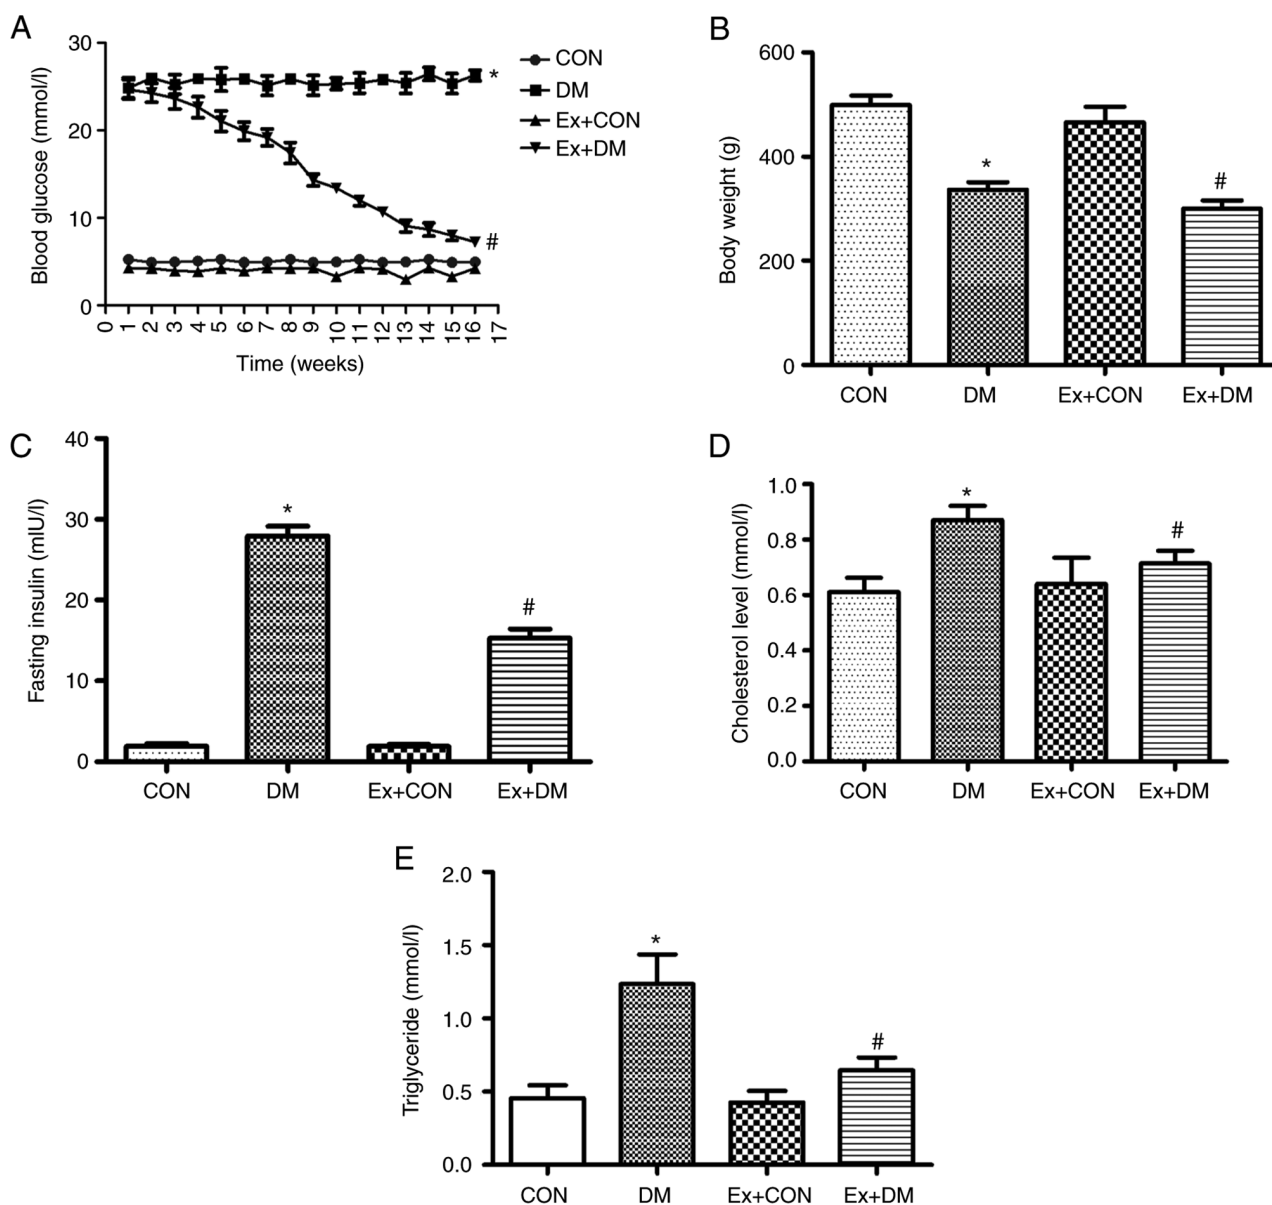 A
Blood glucose (mmol/l)
30
20
10
0
0 1 2 3 4 5 6 7 8 9 10 11 12 13 14 15 16 17
Time (weeks)
CON
DM
Ex+CON
Ex+DM
*
#
B
Body weight (g)
600
400
200
0
*
#
CON DM Ex+CON Ex+DM
C
Fasting insulin (mIU/l)
40
30
20
10
0
*
#
CON DM Ex+CON Ex+DM
D
Cholesterol level (mmol/l)
1.0
0.8
0.6
0.4
0.2
0.0
*
#
CON DM Ex+CON Ex+DM
E
Triglyceride (mmol/l)
2.0
1.5
1.0
0.5
0.0
*
#
CON DM Ex+CON Ex+DM